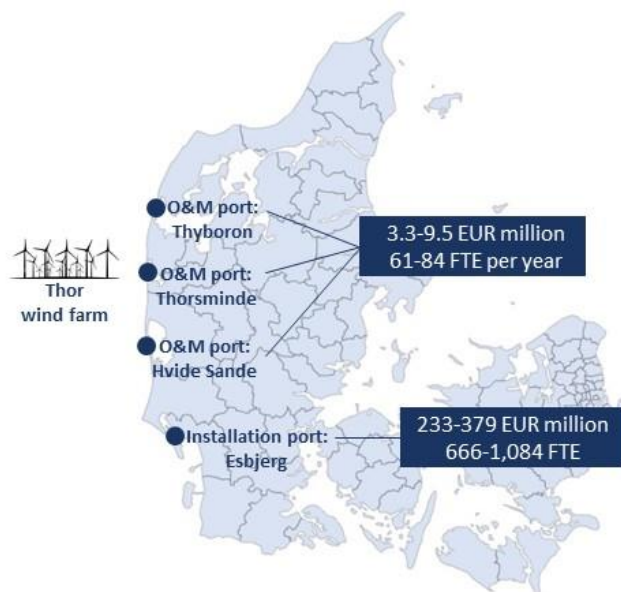 O&M port:
Thyboron
3.3-9.5 EUR million
61-84 FTE per year
Thor
wind farm
O&M port:
Thorsminde
O&M port:
Hvide Sande
Installation port:
Esbjerg
233-379 EUR million
666-1,084 FTE